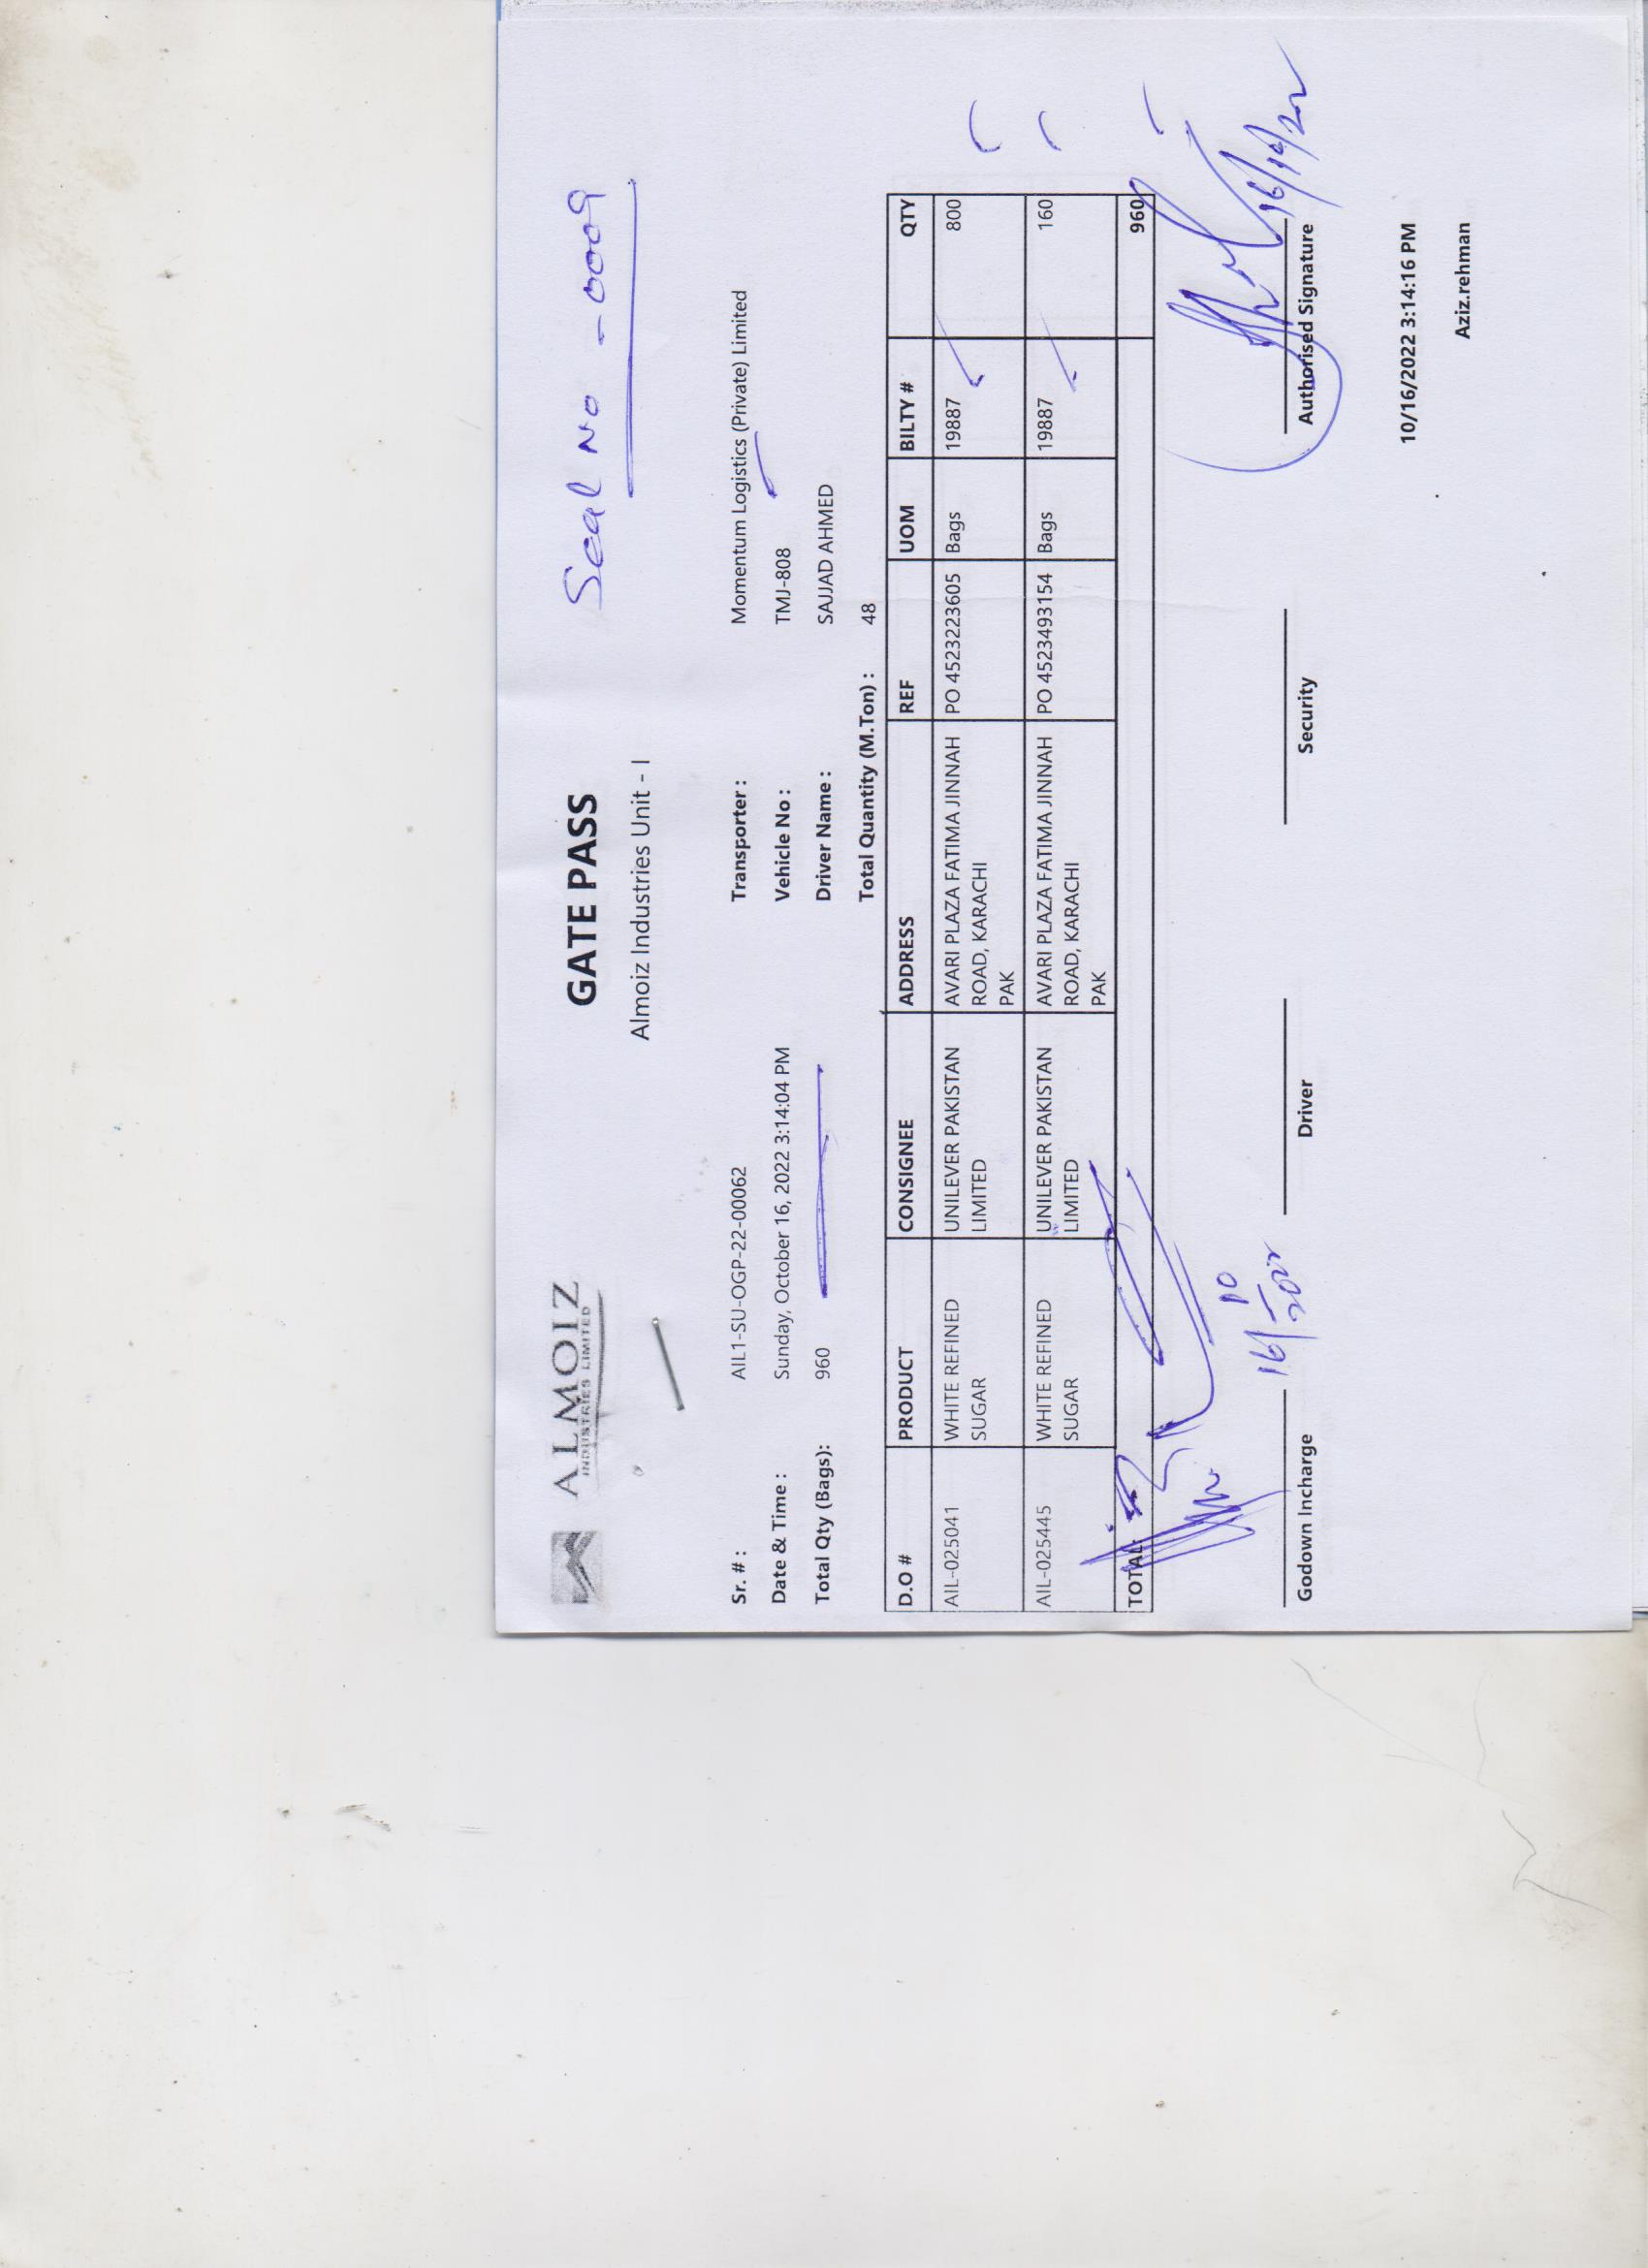 ALMOIZ
INDUSTRIES LIMITED
GATE PASS
Almoiz Industries Unit - I
Seal No - 0009
Sr. # : AIL1-SU-OGP-22-00062 Transporter : Momentum Logistics (Private) Limited
Date & Time : Sunday, October 16, 2022 3:14:04 PM Vehicle No : TMJ-808
Total Qty (Bags): 960 Driver Name : SAJJAD AHMED
Total Quantity (M.Ton) : 48
D.O # PRODUCT CONSIGNEE ADDRESS REF UOM BILTY # QTY
AIL-025041 WHITE REFINED UNILEVER PAKISTAN AVARI PLAZA FATIMA JINNAH PO 4523223605 Bags 19887 800
SUGAR LIMITED ROAD, KARACHI
PAK
AIL-025445 WHITE REFINED UNILEVER PAKISTAN AVARI PLAZA FATIMA JINNAH PO 4523493154 Bags 19887 160
SUGAR LIMITED ROAD, KARACHI
PAK
TOTAL: 960
16/10/2022 16/10/22
Godown Incharge Driver Security Authorised Signature
10/16/2022 3:14:16 PM
Aziz.rehman